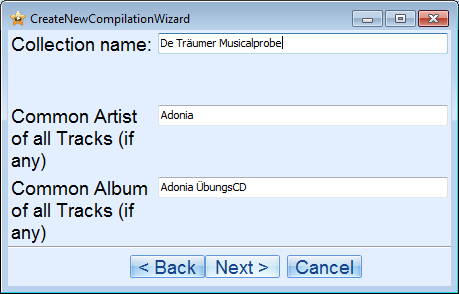 CreateNewCompilationWizard
Collection name: De Träumer Musicalprobe
Common Artist Adonia
of all Tracks (if
any)
Common Album Adonia ÜbungsCD
of all Tracks (if
any)
< Back Next > Cancel